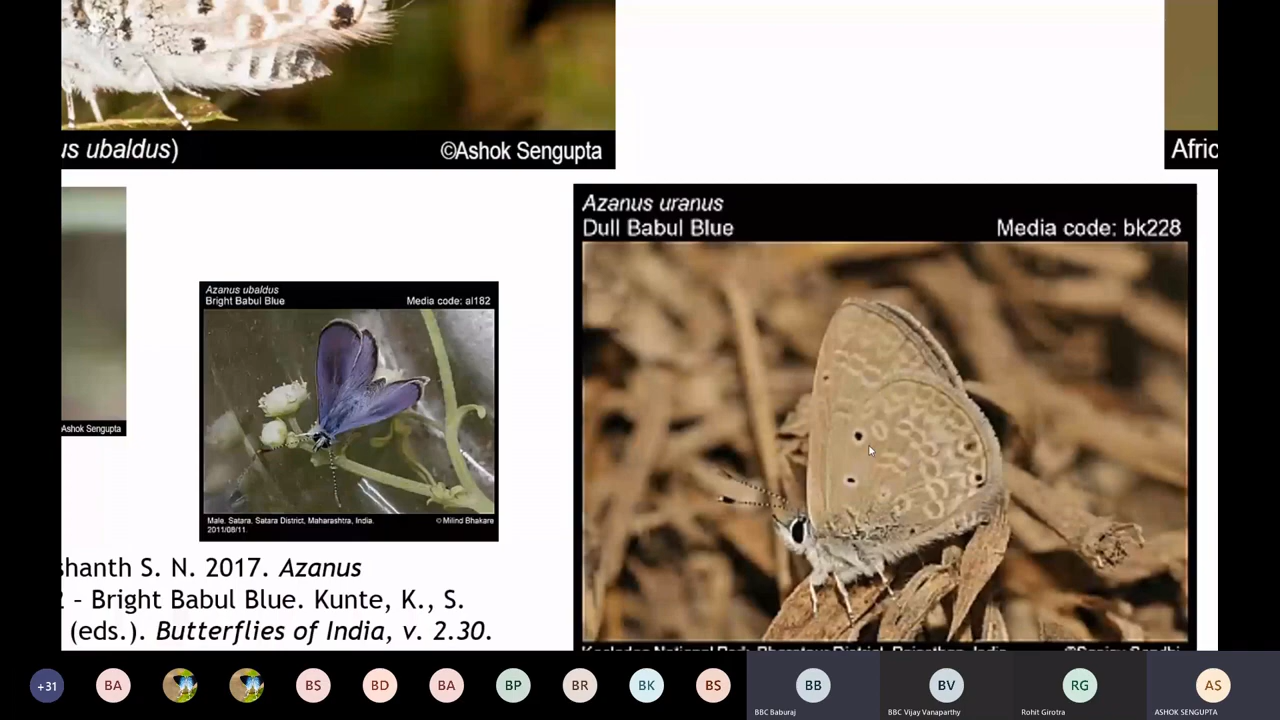 us ubaldus)
©Ashok Sengupta
Afric
Azanus uranus
Dull Babul Blue
Media code: bk228
Azanus ubaldus
Bright Babul Blue
Media code: al182
Ashok Sengupta
Male. Satara, Satara District, Maharashtra, India.
2011/08/11.
© Milind Bhakare
shanth S. N. 2017. Azanus
– Bright Babul Blue. Kunte, K., S.
(eds.). Butterflies of India, v. 2.30.
+31
BA
BS
BD
BA
BP
BR
BK
BS
BB
BV
RG
AS
BBC Baburaj
BBC Vijay Vanaparthy
Rohit Girotra
ASHOK SENGUPTA